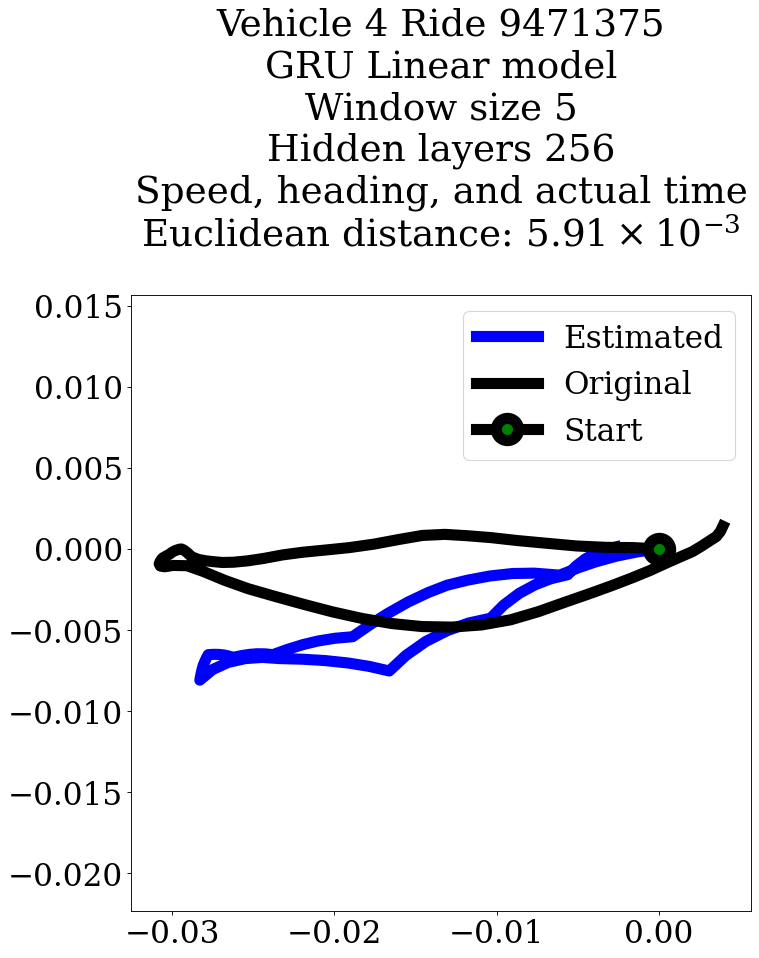 Vehicle 4 Ride 9471375
GRU Linear model
Window size 5
Hidden layers 256
Speed, heading, and actual time
Euclidean distance: 5.91 × 10⁻³
Estimated
Original
Start
0.015
0.010
0.005
0.000
−0.005
−0.010
−0.015
−0.020
−0.03 −0.02 −0.01 0.00